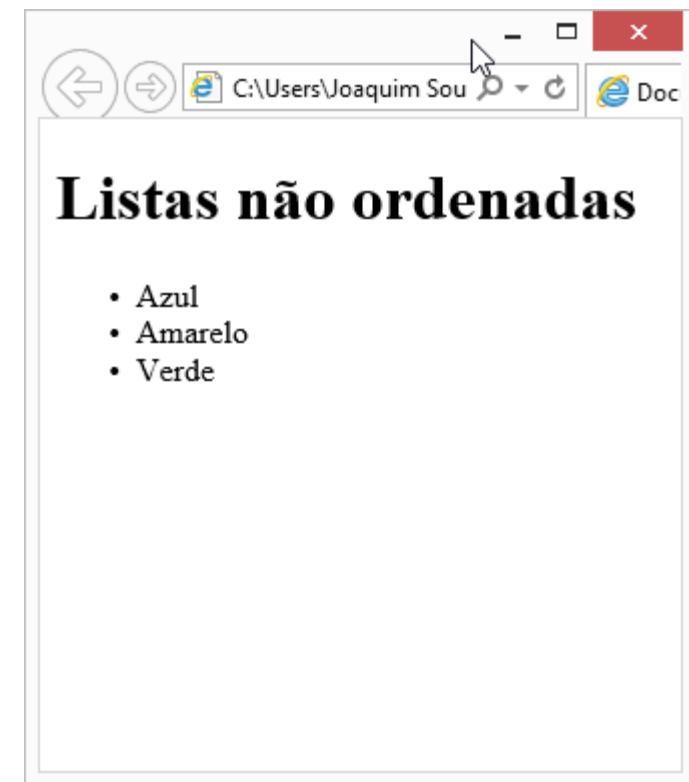 C:\Users\Joaquim Sou
Doc
Listas não ordenadas
• Azul
• Amarelo
• Verde